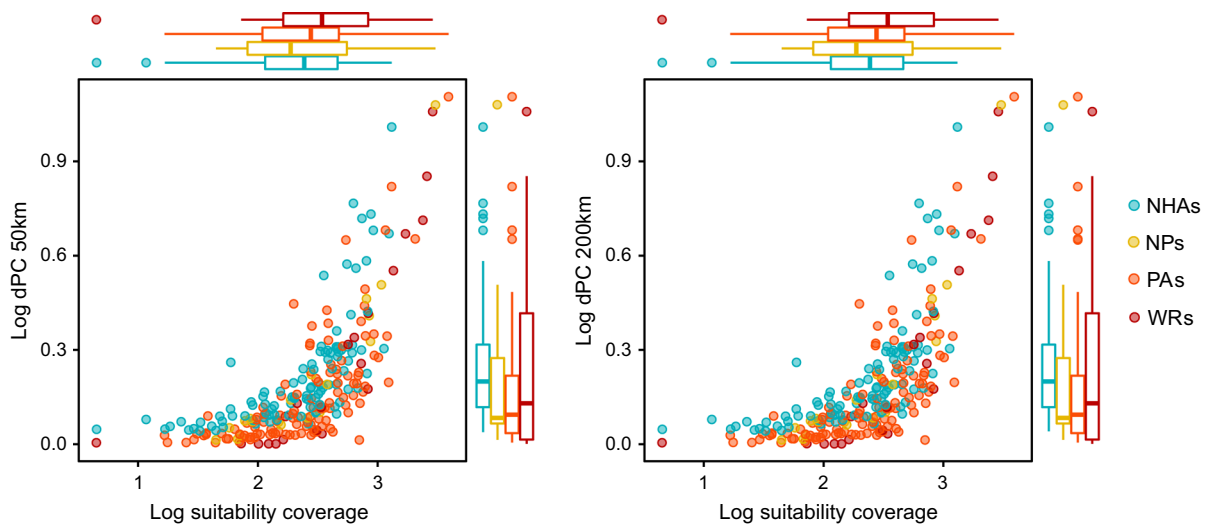 Log dPC 50km
0.9
0.6
0.3
0.0
1 2 3
Log suitability coverage
Log dPC 200km
0.9
0.6
0.3
0.0
1 2 3
Log suitability coverage
NHAs
NPs
PAs
WRs